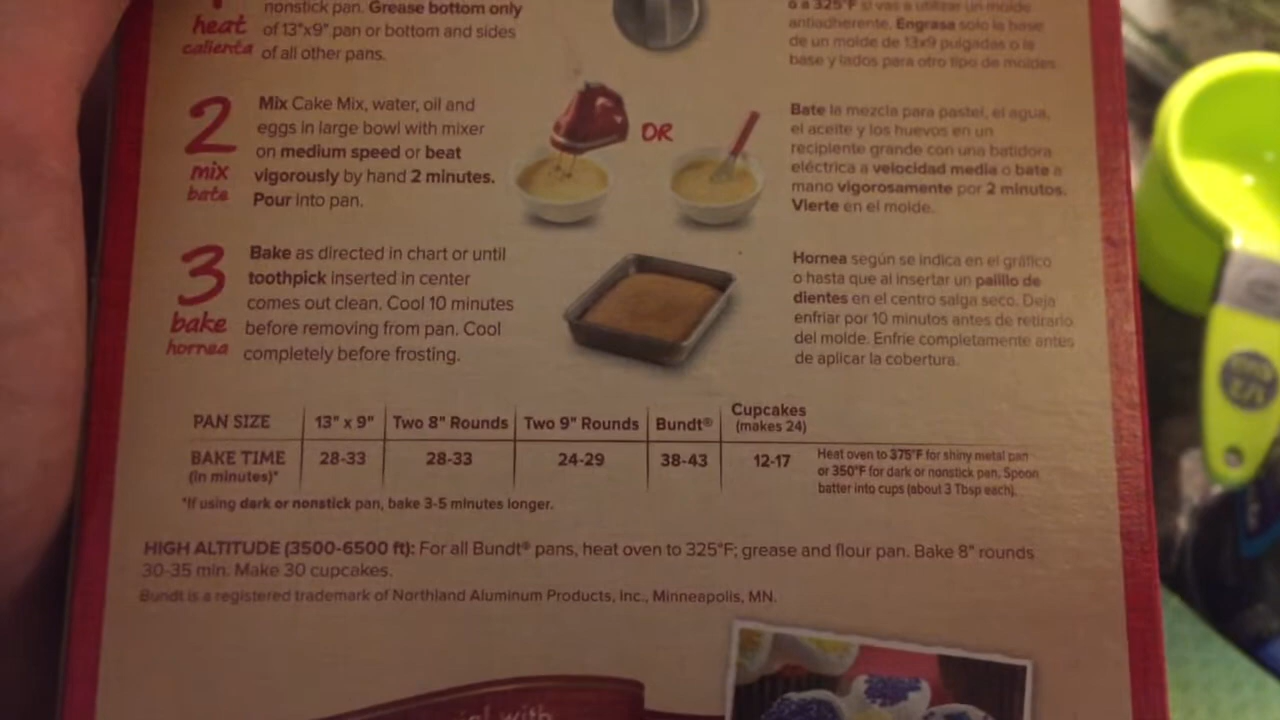 nonstick pan. Grease bottom only
heat of 13"x9" pan or bottom and sides
calienta of all other pans.
o a 325°F si vas a utilizar un molde
antiadherente. Engrasa solo la base
de un molde de 13x9 pulgadas o la
base y lados para otro tipo de moldes
2
mix
bate
Mix Cake Mix, water, oil and
eggs in large bowl with mixer
on medium speed or beat
vigorously by hand 2 minutes.
Pour into pan.
OR
Bate la mezcla para pastel, el agua,
el aceite y los huevos en un
recipiente grande con una batidora
eléctrica a velocidad media o bate a
mano vigorosamente por 2 minutos.
Vierte en el molde.
3
bake
hornea
Bake as directed in chart or until
toothpick inserted in center
comes out clean. Cool 10 minutes
before removing from pan. Cool
completely before frosting.
Hornea según se indica en el gráfico
o hasta que al insertar un palillo de
dientes en el centro salga seco. Deja
enfriar por 10 minutos antes de retirarlo
del molde. Enfríe completamente antes
de aplicar la cobertura.
PAN SIZE 13" x 9" Two 8" Rounds Two 9" Rounds Bundt® Cupcakes
(makes 24)
BAKE TIME 28-33 28-33 24-29 38-43 12-17
(in minutes)*
Heat oven to 375°F for shiny metal pan
or 350°F for dark or nonstick pan. Spoon
batter into cups (about 3 Tbsp each).
*If using dark or nonstick pan, bake 3-5 minutes longer.
HIGH ALTITUDE (3500-6500 ft): For all Bundt® pans, heat oven to 325°F; grease and flour pan. Bake 8" rounds
30-35 min. Make 30 cupcakes.
Bundt is a registered trademark of Northland Aluminum Products, Inc., Minneapolis, MN.
with
1/2